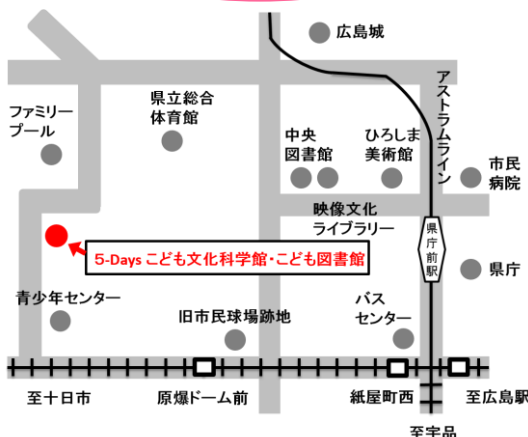 広島城
アストラムライン
ファミリー
プール
県立総合
体育館
中央
図書館
ひろしま
美術館
市民
病院
映像文化
ライブラリー
県庁前駅
5-Days こども文化科学館・こども図書館
県庁
青少年センター
旧市民球場跡地
バス
センター
至十日市
原爆ドーム前
紙屋町西
至広島駅
至宇品